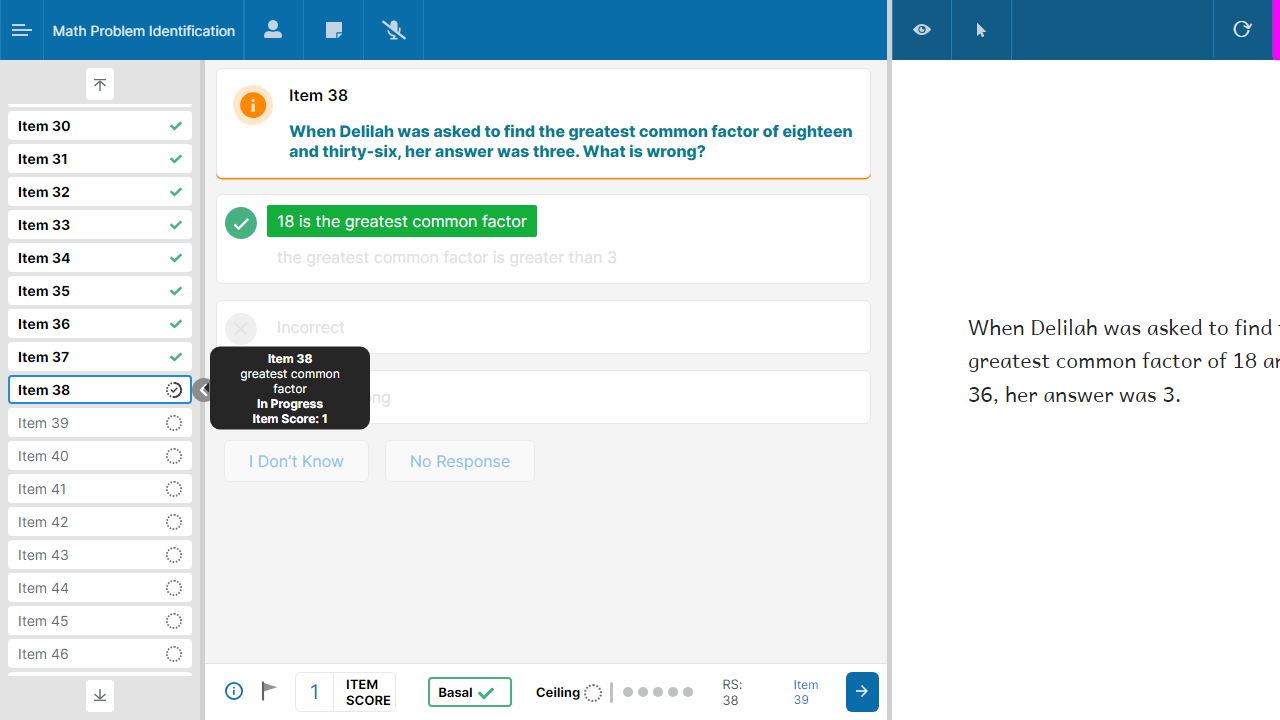 Math Problem Identification
Item 30
Item 31
Item 32
Item 33
Item 34
Item 35
Item 36
Item 37
Item 38
Item 39
Item 40
Item 41
Item 42
Item 43
Item 44
Item 45
Item 46
Item 38
When Delilah was asked to find the greatest common factor of eighteen
and thirty-six, her answer was three. What is wrong?
18 is the greatest common factor
the greatest common factor is greater than 3
Incorrect
Item 38
greatest common
factor
In Progress
Item Score: 1
I Don't Know
No Response
1
ITEM
SCORE
Basal
Ceiling
RS:
38
Item
39
When Delilah was asked to find
greatest common factor of 18
36, her answer was 3.